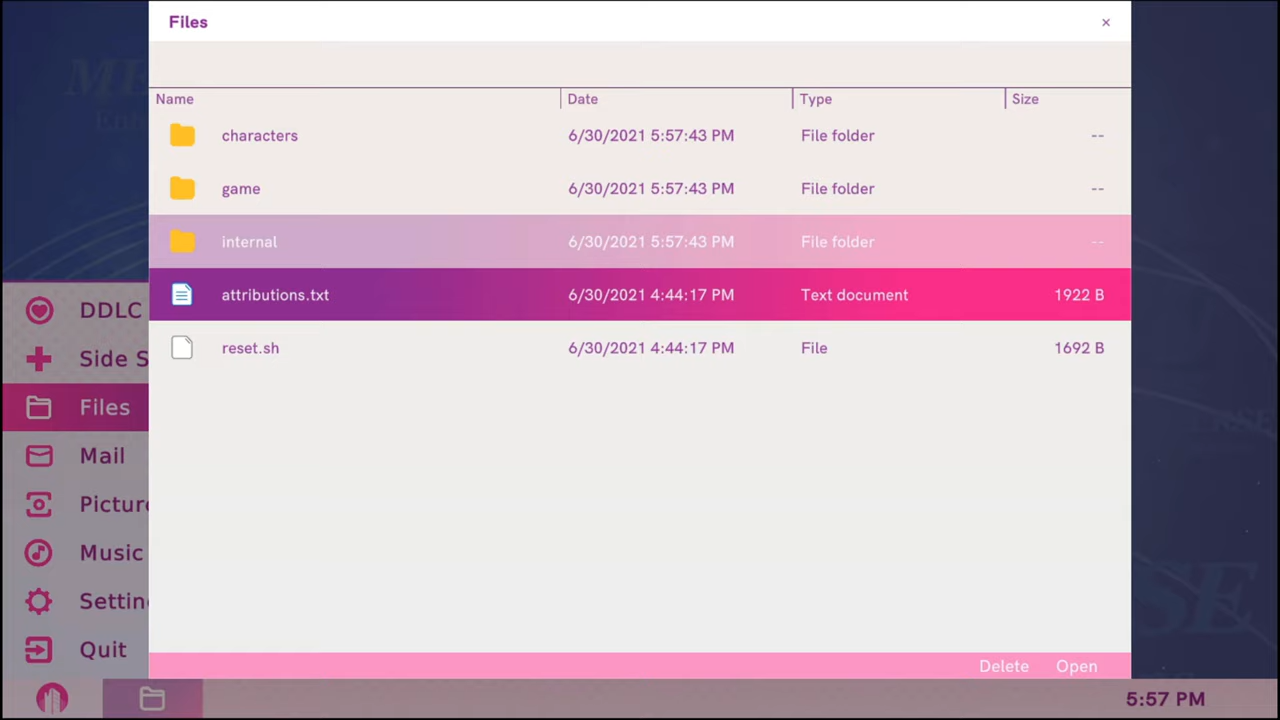 Files ×
Name Date Type Size
characters 6/30/2021 5:57:43 PM File folder --
game 6/30/2021 5:57:43 PM File folder --
internal 6/30/2021 5:57:43 PM File folder --
attributions.txt 6/30/2021 4:44:17 PM Text document 1922 B
reset.sh 6/30/2021 4:44:17 PM File 1692 B
DDLC
Side S
Files
Mail
Picture
Music
Settin
Quit
Delete Open
5:57 PM